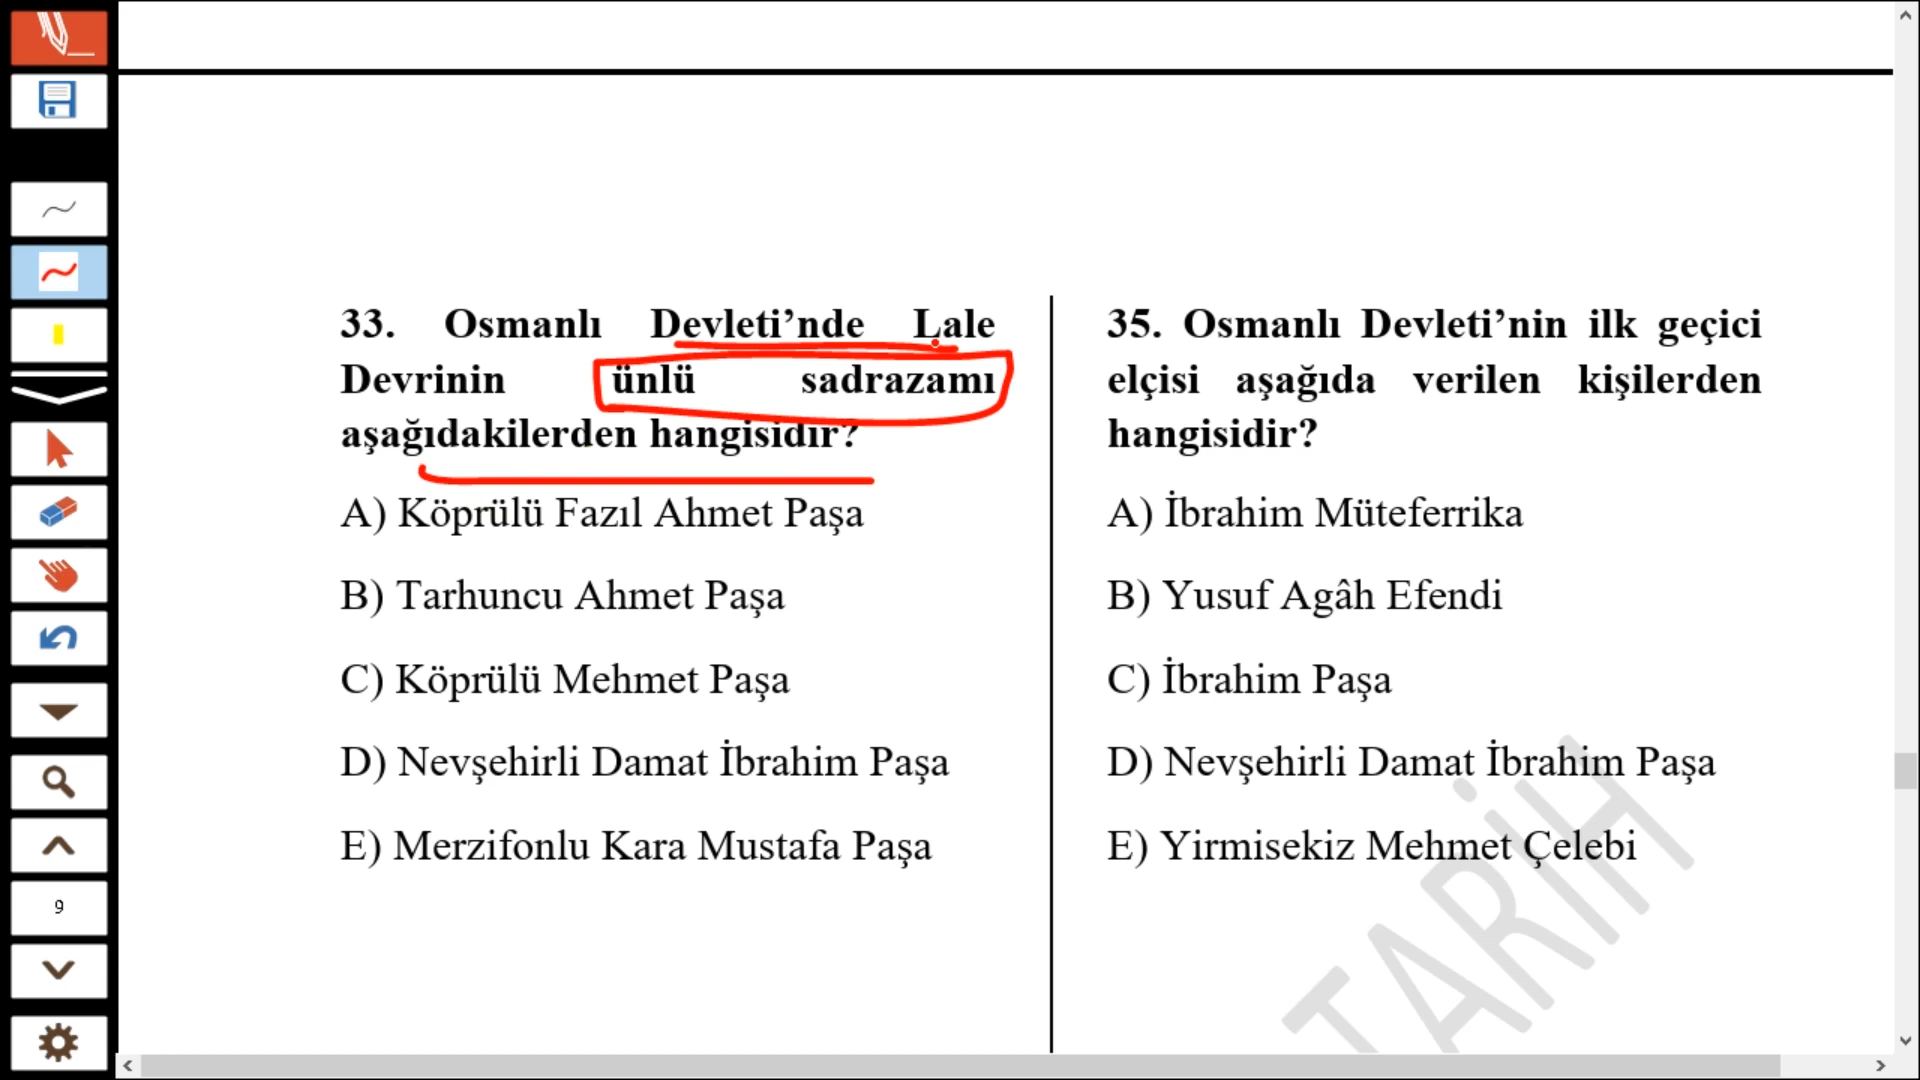 33. Osmanlı Devleti’nde Lale
Devrinin ünlü sadrazamı
aşağıdakilerden hangisidir?
A) Köprülü Fazıl Ahmet Paşa
B) Tarhuncu Ahmet Paşa
C) Köprülü Mehmet Paşa
D) Nevşehirli Damat İbrahim Paşa
E) Merzifonlu Kara Mustafa Paşa
35. Osmanlı Devleti’nin ilk geçici
elçisi aşağıda verilen kişilerden
hangisidir?
A) İbrahim Müteferrika
B) Yusuf Agâh Efendi
C) İbrahim Paşa
D) Nevşehirli Damat İbrahim Paşa
E) Yirmisekiz Mehmet Çelebi
TARİH
9